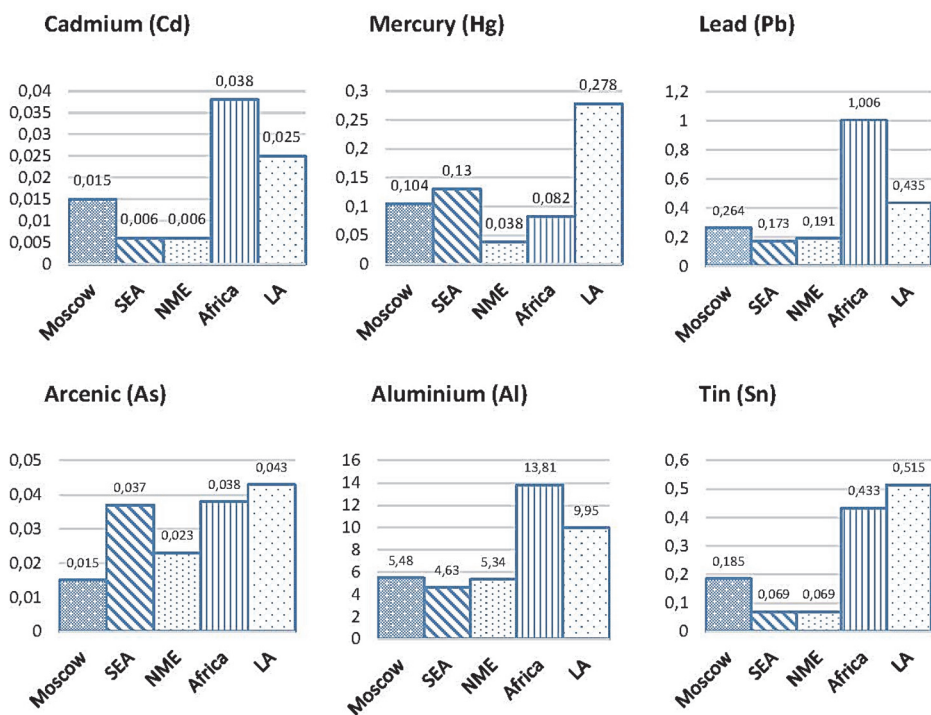 Cadmium (Cd)
0,04
0,035
0,03
0,025
0,02
0,015
0,01
0,005
0
0,015
0,006
0,006
0,038
0,025
Moscow
SEA
NME
Africa
LA
Mercury (Hg)
0,3
0,25
0,2
0,15
0,1
0,05
0
0,104
0,13
0,038
0,082
0,278
Moscow
SEA
NME
Africa
LA
Lead (Pb)
1,2
1
0,8
0,6
0,4
0,2
0
0,264
0,173
0,191
1,006
0,435
Moscow
SEA
NME
Africa
LA
Arcenic (As)
0,05
0,04
0,03
0,02
0,01
0
0,015
0,037
0,023
0,038
0,043
Moscow
SEA
NME
Africa
LA
Aluminium (Al)
16
14
12
10
8
6
4
2
0
5,48
4,63
5,34
13,81
9,95
Moscow
SEA
NME
Africa
LA
Tin (Sn)
0,6
0,5
0,4
0,3
0,2
0,1
0
0,185
0,069
0,069
0,433
0,515
Moscow
SEA
NME
Africa
LA